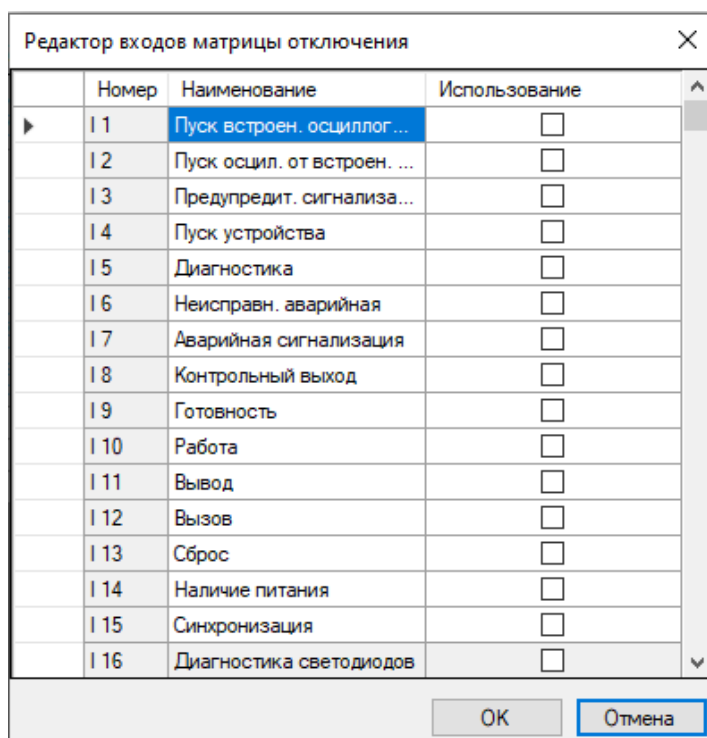 Редактор входов матрицы отключения
Номер Наименование Использование
I 1 Пуск встроен. осциллог...
I 2 Пуск осцил. от встроен. ...
I 3 Предупредит. сигнализа...
I 4 Пуск устройства
I 5 Диагностика
I 6 Неисправн. аварийная
I 7 Аварийная сигнализация
I 8 Контрольный выход
I 9 Готовность
I 10 Работа
I 11 Вывод
I 12 Вызов
I 13 Сброс
I 14 Наличие питания
I 15 Синхронизация
I 16 Диагностика светодиодов
OK Отмена